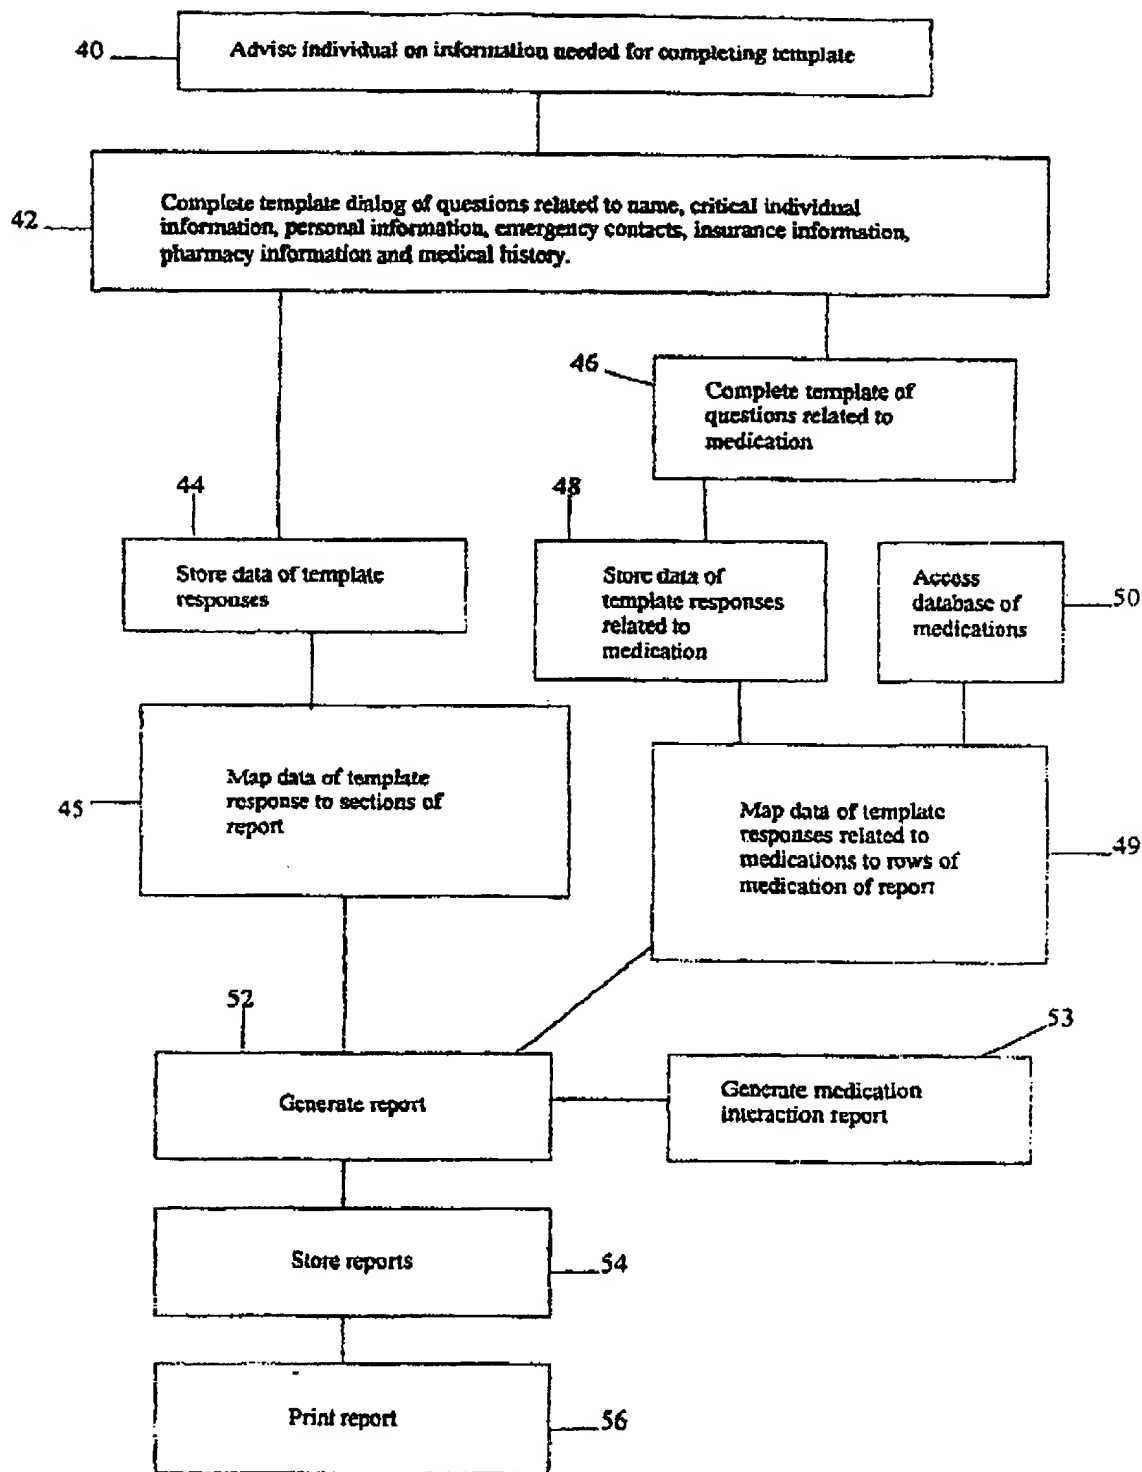 40
Advise individual on information needed for completing template
42
Complete template dialog of questions related to name, critical individual
information, personal information, emergency contacts, insurance information,
pharmacy information and medical history.
46
Complete template of
questions related to
medication
44
Store data of template
responses
48
Store data of
template responses
related to
medication
Access
database of
medications
50
45
Map data of template
response to sections of
report
Map data of template
responses related to
medications to rows of
medication of report
49
52
Generate report
53
Generate medication
interaction report
Store reports
54
Print report
56